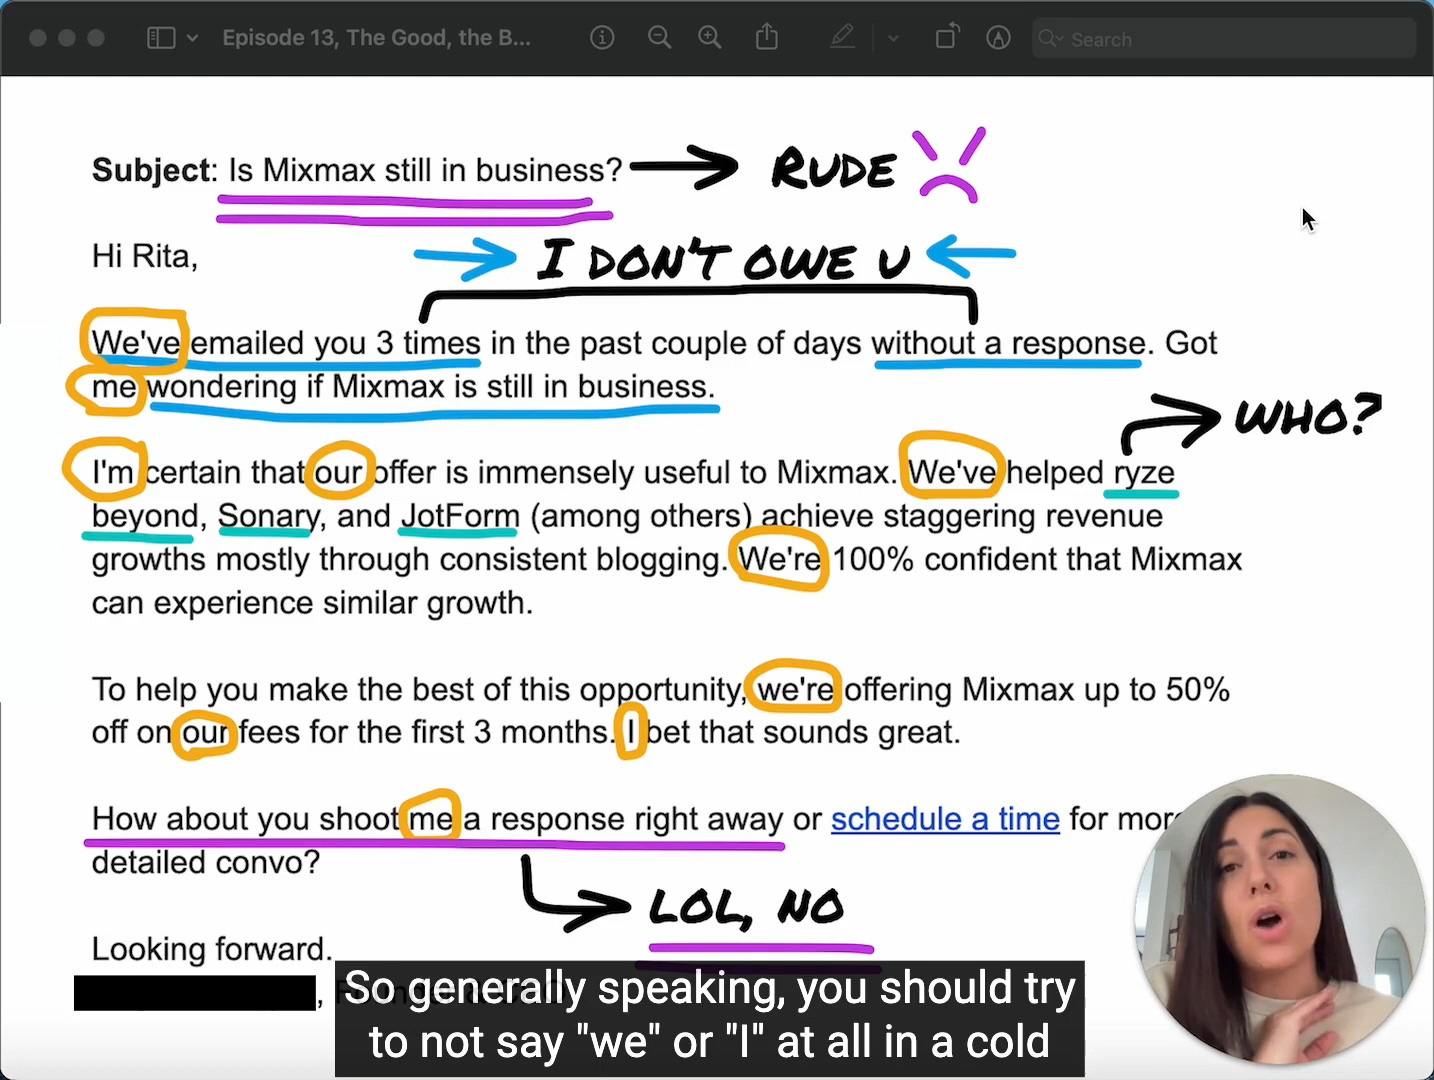 Episode 13, The Good, the B...
Search
Subject: Is Mixmax still in business?
RUDE
Hi Rita,
I DON'T OWE U
We've emailed you 3 times in the past couple of days without a response. Got
me wondering if Mixmax is still in business.
WHO?
I'm certain that our offer is immensely useful to Mixmax. We've helped ryze
beyond, Sonary, and JotForm (among others) achieve staggering revenue
growths mostly through consistent blogging. We're 100% confident that Mixmax
can experience similar growth.
To help you make the best of this opportunity, we're offering Mixmax up to 50%
off on our fees for the first 3 months. I bet that sounds great.
How about you shoot me a response right away or schedule a time for more
detailed convo?
LOL, NO
Looking forward.
,
So generally speaking, you should try
to not say "we" or "I" at all in a cold